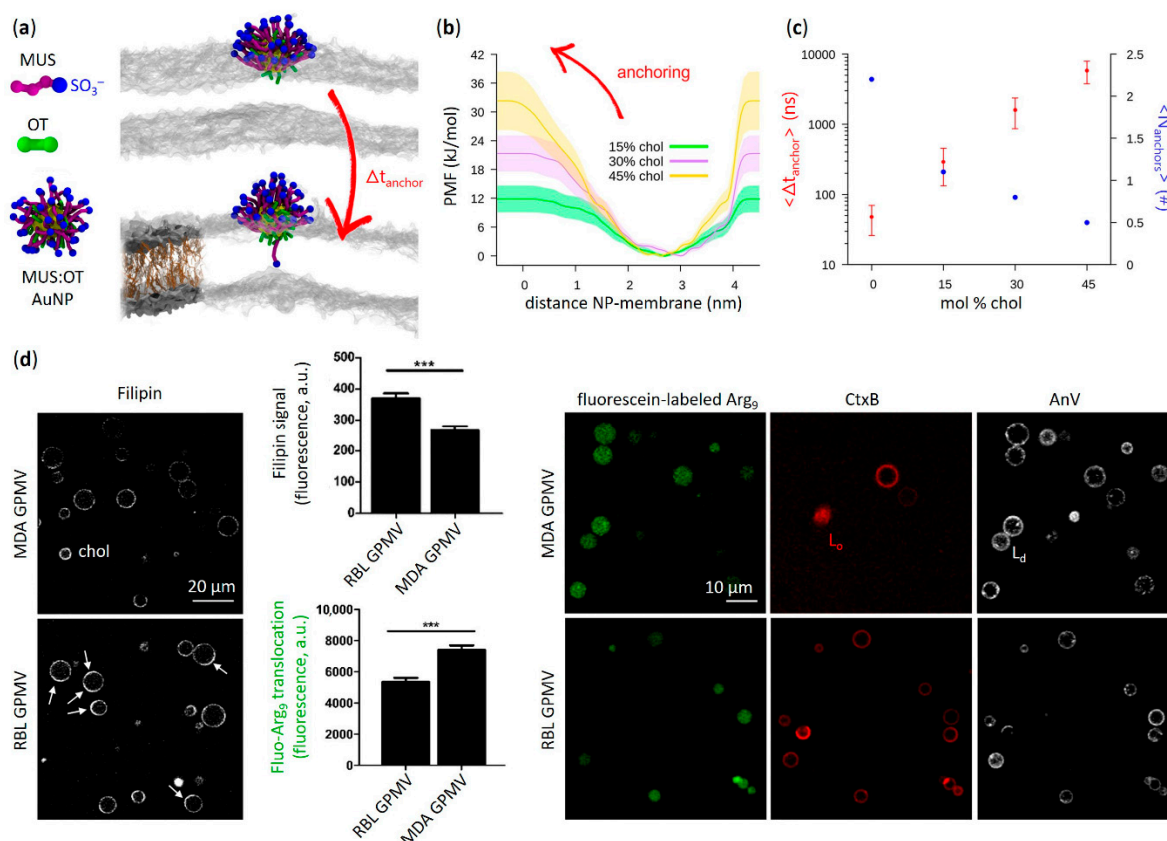 (a)
MUS
SO₃⁻
OT
MUS:OT
AuNP
Δt_anchor
(b)
PMF (kJ/mol)
42
36
30
24
18
12
6
0
anchoring
15% chol
30% chol
45% chol
0 1 2 3 4
distance NP-membrane (nm)
(c)
<Δt_anchor> (ns)
10000
1000
100
10
2.5
2
1.5
1
0.5
0
<N_anchors> (#)
0 15 30 45
mol % chol
(d)
Filipin
MDA GPMV
chol
20 µm
RBL GPMV
Filipin signal
(fluorescence, a.u.)
500
400
300
200
100
0
***
RBL GPMV
MDA GPMV
Fluo-Arg₉ translocation
(fluorescence, a.u.)
10,000
8000
6000
4000
2000
0
***
RBL GPMV
MDA GPMV
fluorescein-labeled Arg₉
CtxB
AnV
MDA GPMV
10 µm
L_o
L_d
RBL GPMV